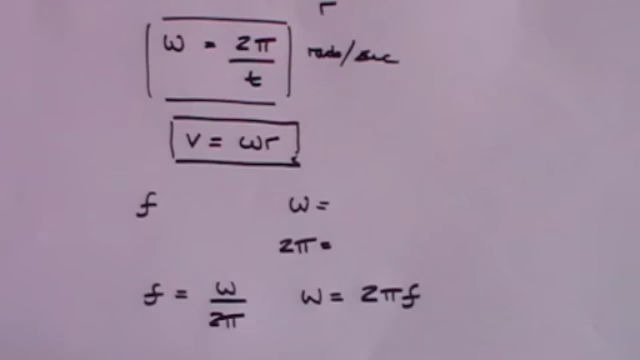 r
ω = 2π/t rads/sec
v = ωr
f ω =
2π =
f = ω/2π ω = 2πf